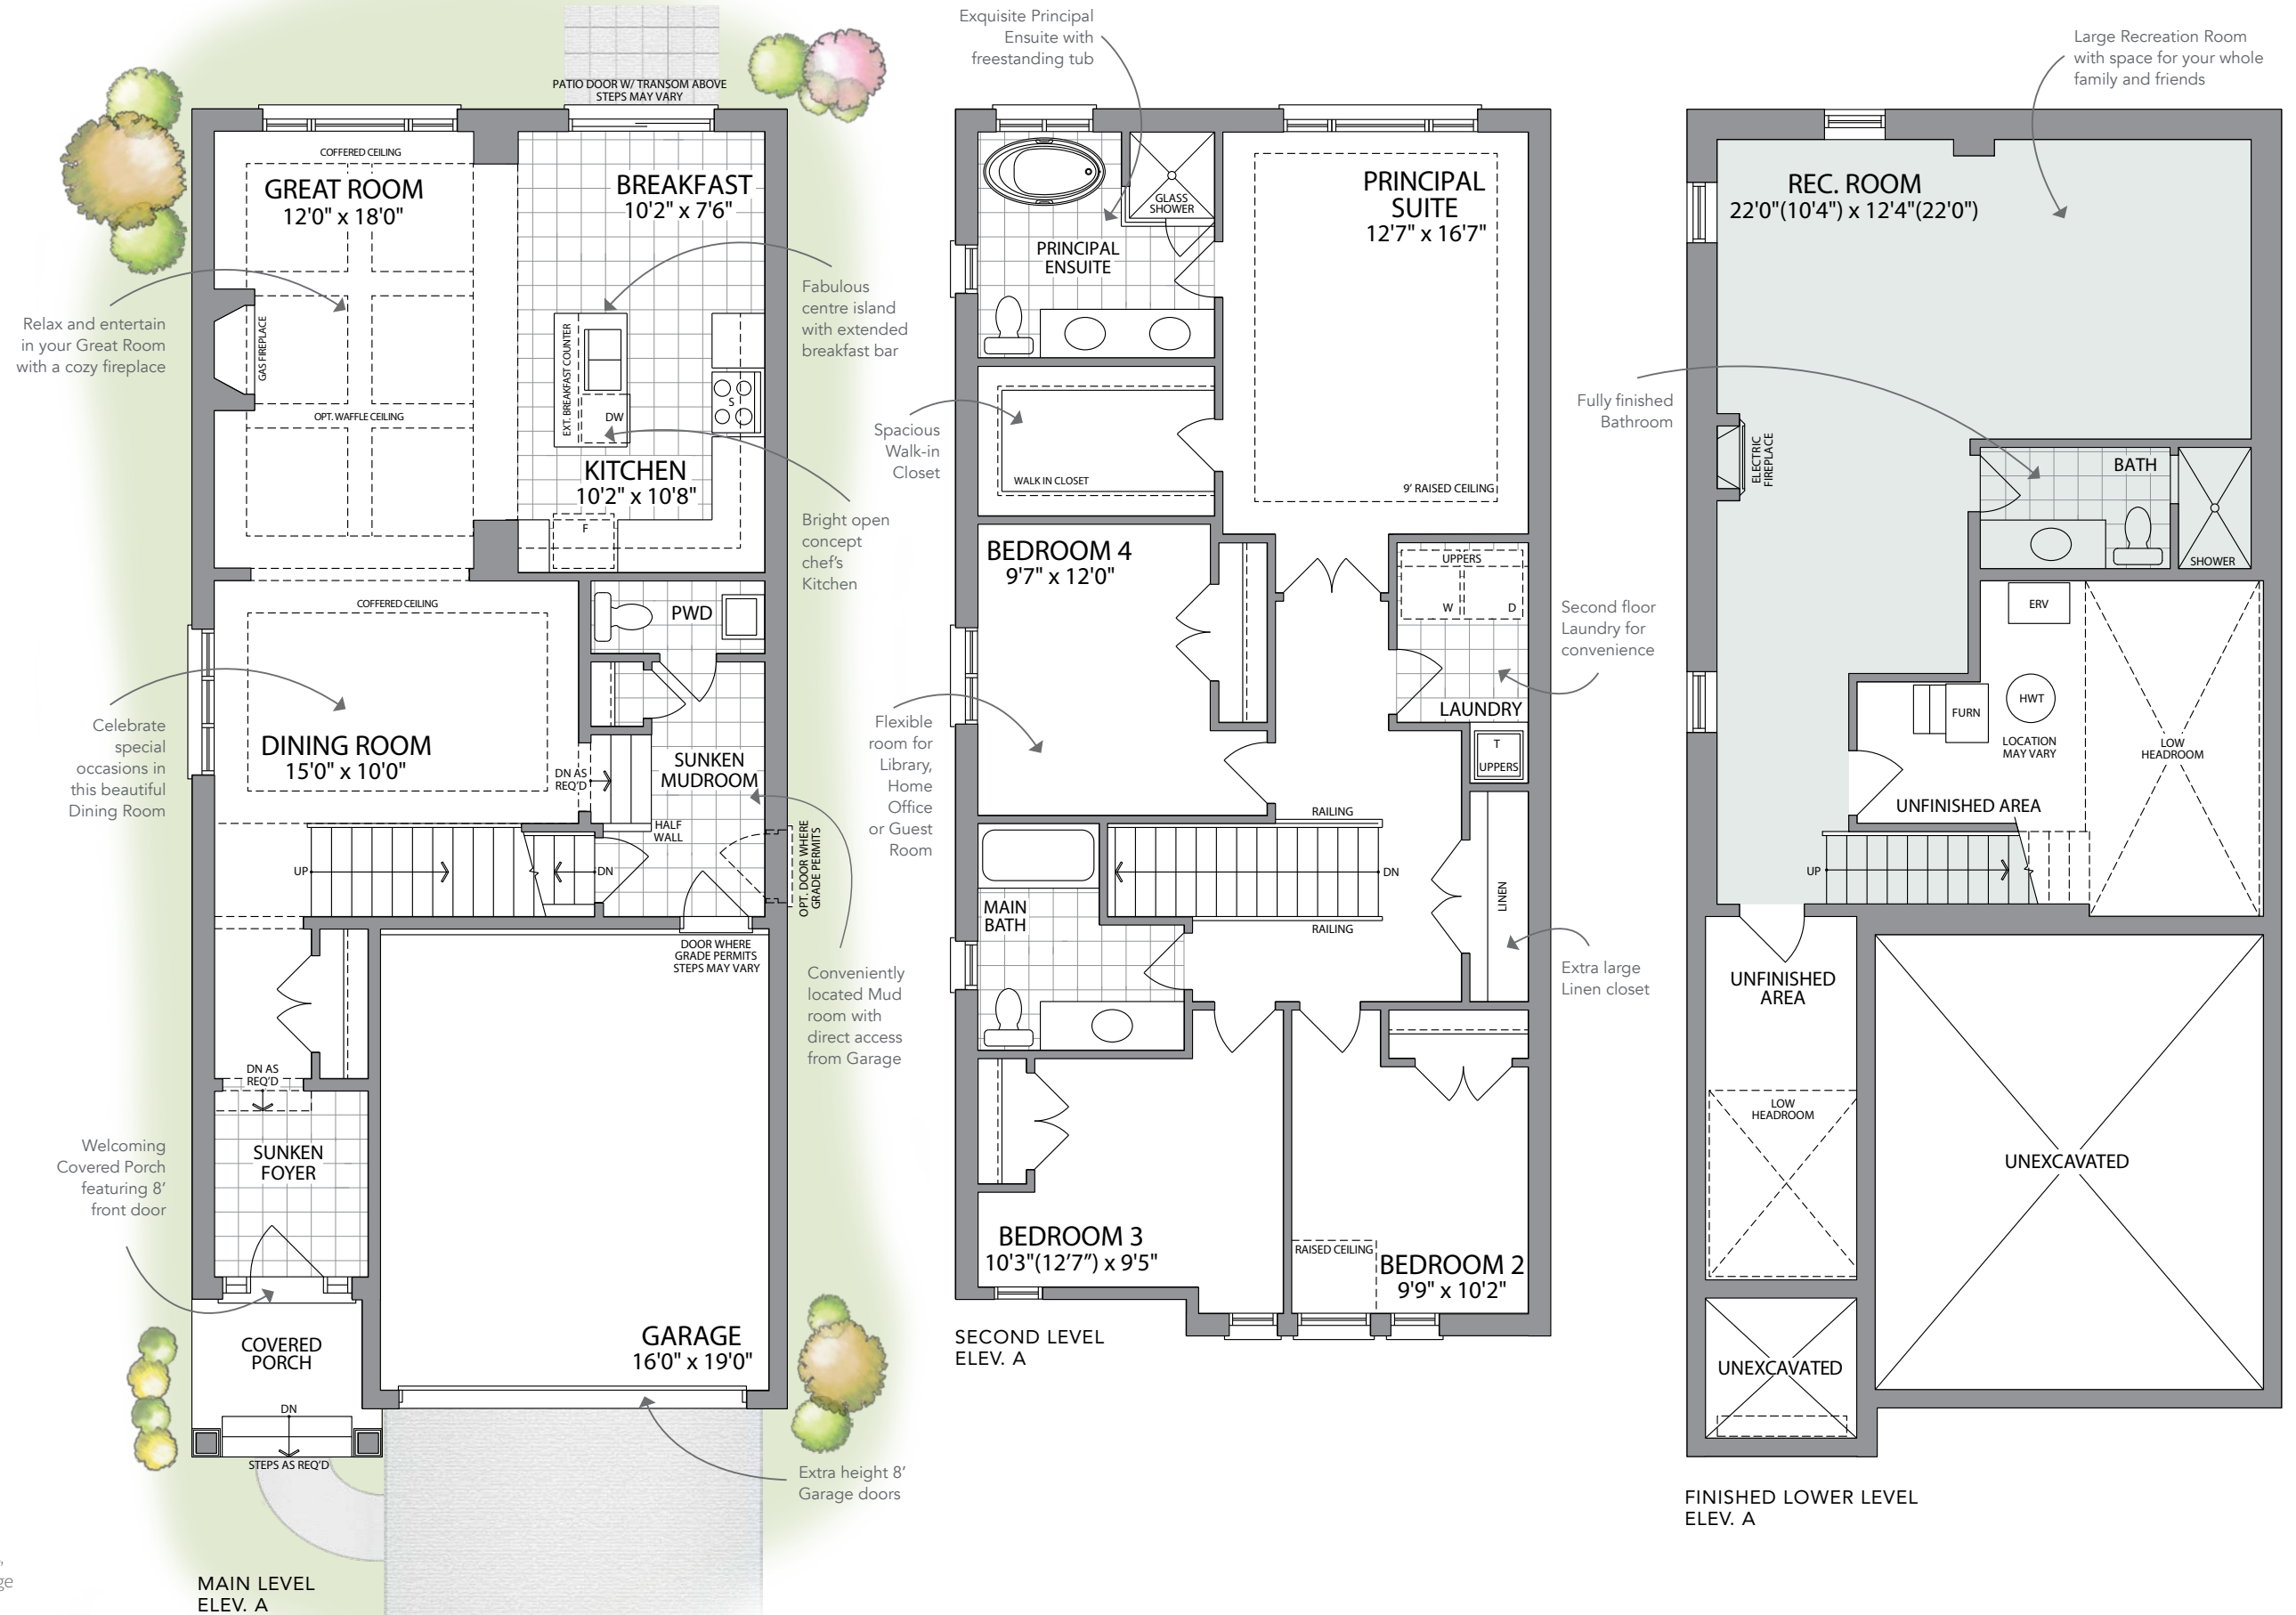 PATIO DOOR W/ TRANSOM ABOVE
STEPS MAY VARY
COFFERED CEILING
GREAT ROOM
12'0" x 18'0"
BREAKFAST
10'2" x 7'6"
Relax and entertain
in your Great Room
with a cozy fireplace
GAS FIREPLACE
OPT. WAFFLE CEILING
EXT. BREAKFAST COUNTER
DW
S
Fabulous
centre island
with extended
breakfast bar
KITCHEN
10'2" x 10'8"
F
Bright open
concept
chef's
Kitchen
COFFERED CEILING
PWD
Celebrate
special
occasions in
this beautiful
Dining Room
DINING ROOM
15'0" x 10'0"
DN AS
REQ'D
SUNKEN
MUDROOM
HALF
WALL
UP
DN
OPT. DOOR WHERE
GRADE PERMITS
DOOR WHERE
GRADE PERMITS
STEPS MAY VARY
Conveniently
located Mud
room with
direct access
from Garage
DN AS
REQ'D
SUNKEN
FOYER
Welcoming
Covered Porch
featuring 8'
front door
COVERED
PORCH
DN
STEPS AS REQ'D
GARAGE
16'0" x 19'0"
Extra height 8'
Garage doors
MAIN LEVEL
ELEV. A
Exquisite Principal
Ensuite with
freestanding tub
GLASS
SHOWER
PRINCIPAL
ENSUITE
PRINCIPAL
SUITE
12'7" x 16'7"
Spacious
Walk-in
Closet
WALK IN CLOSET
9' RAISED CEILING
BEDROOM 4
9'7" x 12'0"
UPPERS
W
D
LAUNDRY
Second floor
Laundry for
convenience
T
UPPERS
Flexible
room for
Library,
Home
Office
or Guest
Room
RAILING
DN
RAILING
MAIN
BATH
LINEN
Extra large
Linen closet
BEDROOM 3
10'3"(12'7") x 9'5"
RAISED CEILING
BEDROOM 2
9'9" x 10'2"
SECOND LEVEL
ELEV. A
Large Recreation Room
with space for your whole
family and friends
REC. ROOM
22'0"(10'4") x 12'4"(22'0")
Fully finished
Bathroom
ELECTRIC
FIREPLACE
BATH
SHOWER
ERV
FURN
HWT
LOCATION
MAY VARY
LOW
HEADROOM
UNFINISHED AREA
UP
UNFINISHED
AREA
LOW
HEADROOM
UNEXCAVATED
UNEXCAVATED
FINISHED LOWER LEVEL
ELEV. A